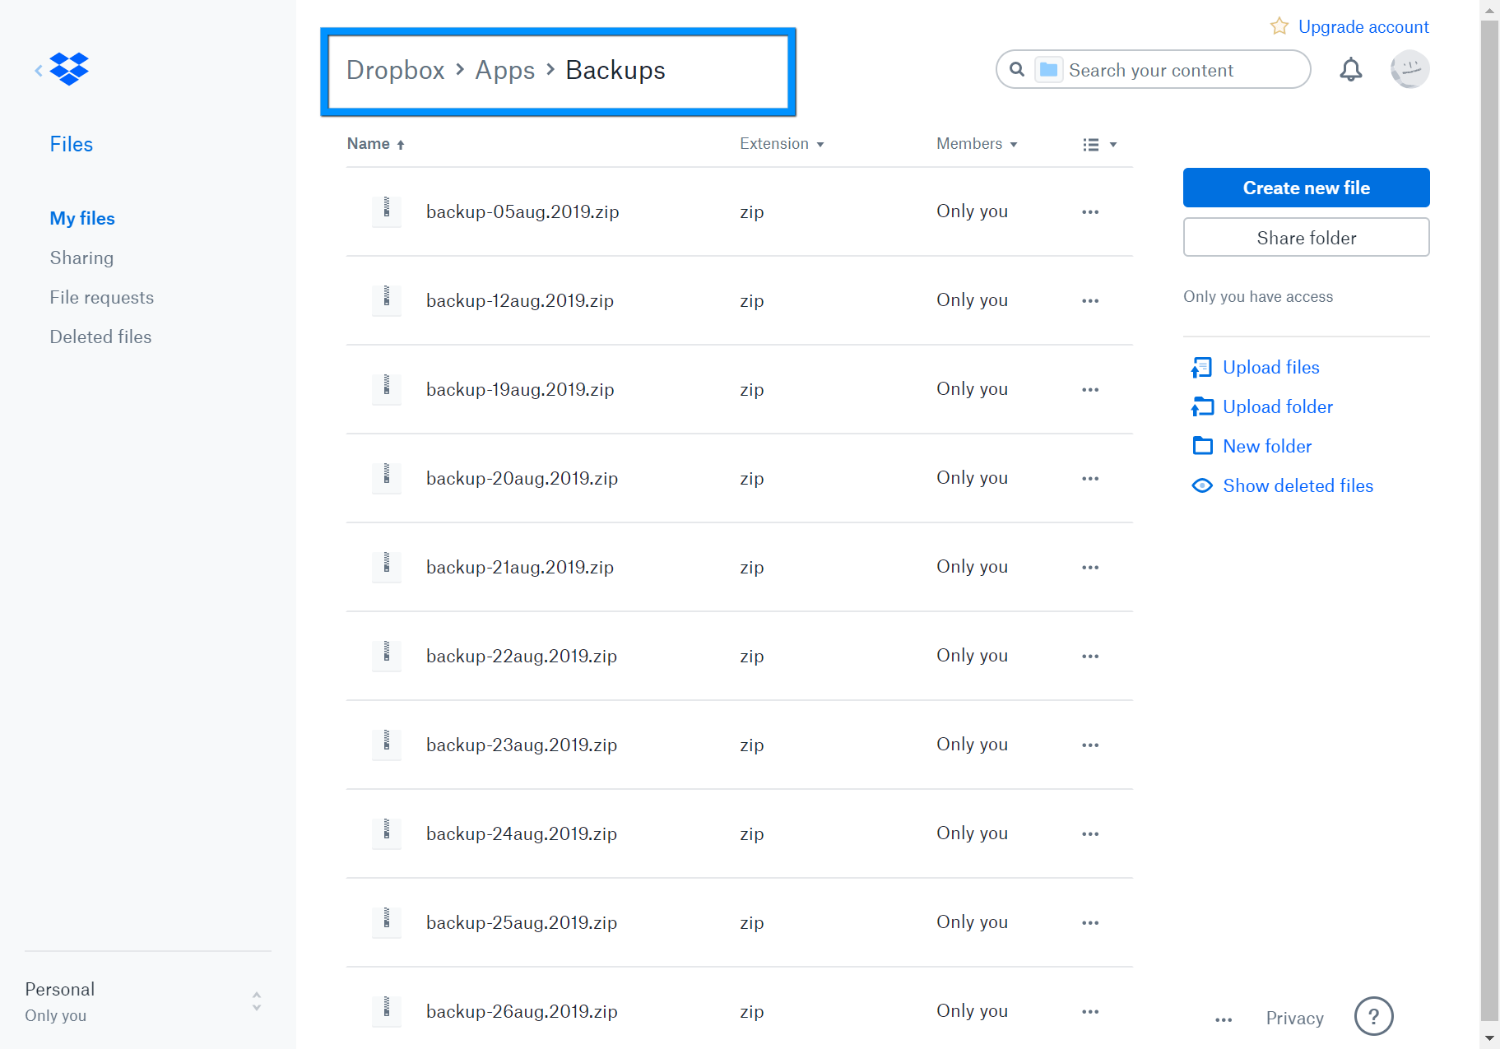 Upgrade account
Dropbox > Apps > Backups
Search your content
Files
My files
Sharing
File requests
Deleted files
Name Extension Members
backup-05aug.2019.zip zip Only you ...
backup-12aug.2019.zip zip Only you ...
backup-19aug.2019.zip zip Only you ...
backup-20aug.2019.zip zip Only you ...
backup-21aug.2019.zip zip Only you ...
backup-22aug.2019.zip zip Only you ...
backup-23aug.2019.zip zip Only you ...
backup-24aug.2019.zip zip Only you ...
backup-25aug.2019.zip zip Only you ...
backup-26aug.2019.zip zip Only you ...
Create new file
Share folder
Only you have access
Upload files
Upload folder
New folder
Show deleted files
Personal
Only you
... Privacy ?